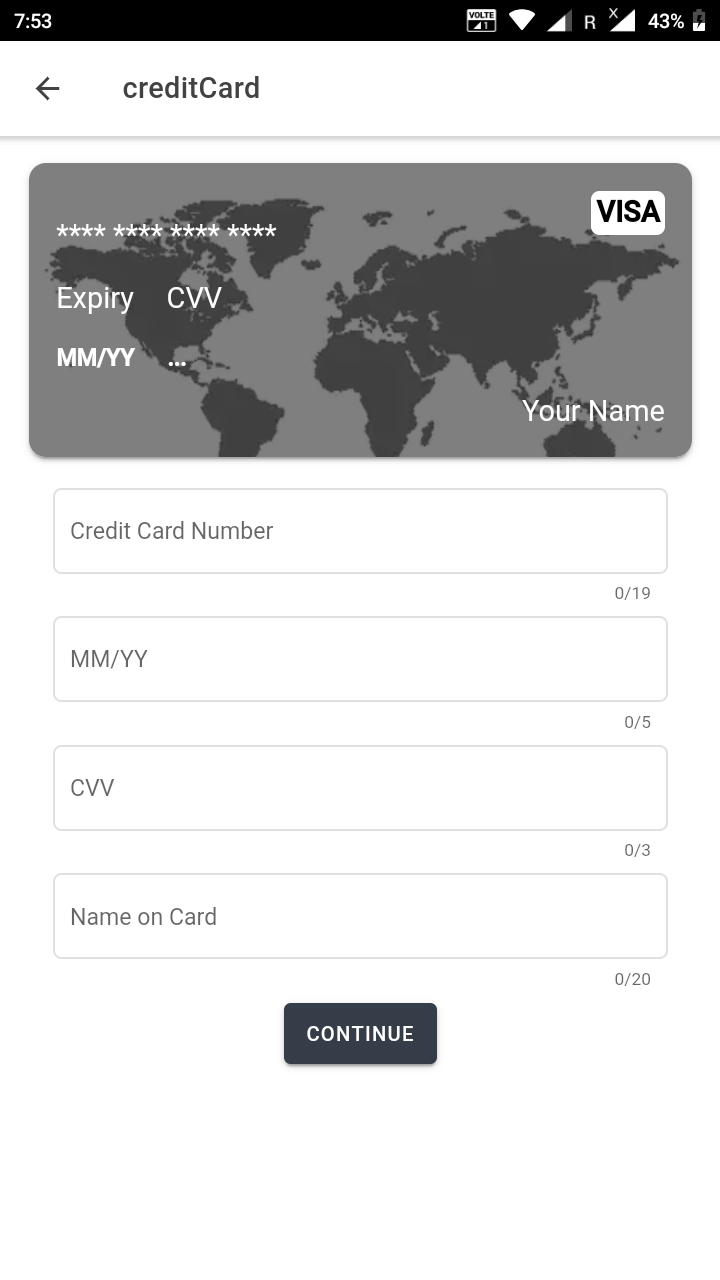 7:53 VOLTE 1 R X 43%
creditCard
VISA
**** **** **** ****
Expiry CVV
MM/YY ...
Your Name
Credit Card Number
0/19
MM/YY
0/5
CVV
0/3
Name on Card
0/20
CONTINUE